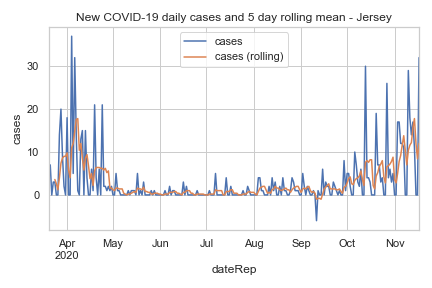 New COVID-19 daily cases and 5 day rolling mean - Jersey
cases
cases (rolling)
30
20
10
0
cases
Apr
2020
May
Jun
Jul
Aug
Sep
Oct
Nov
dateRep